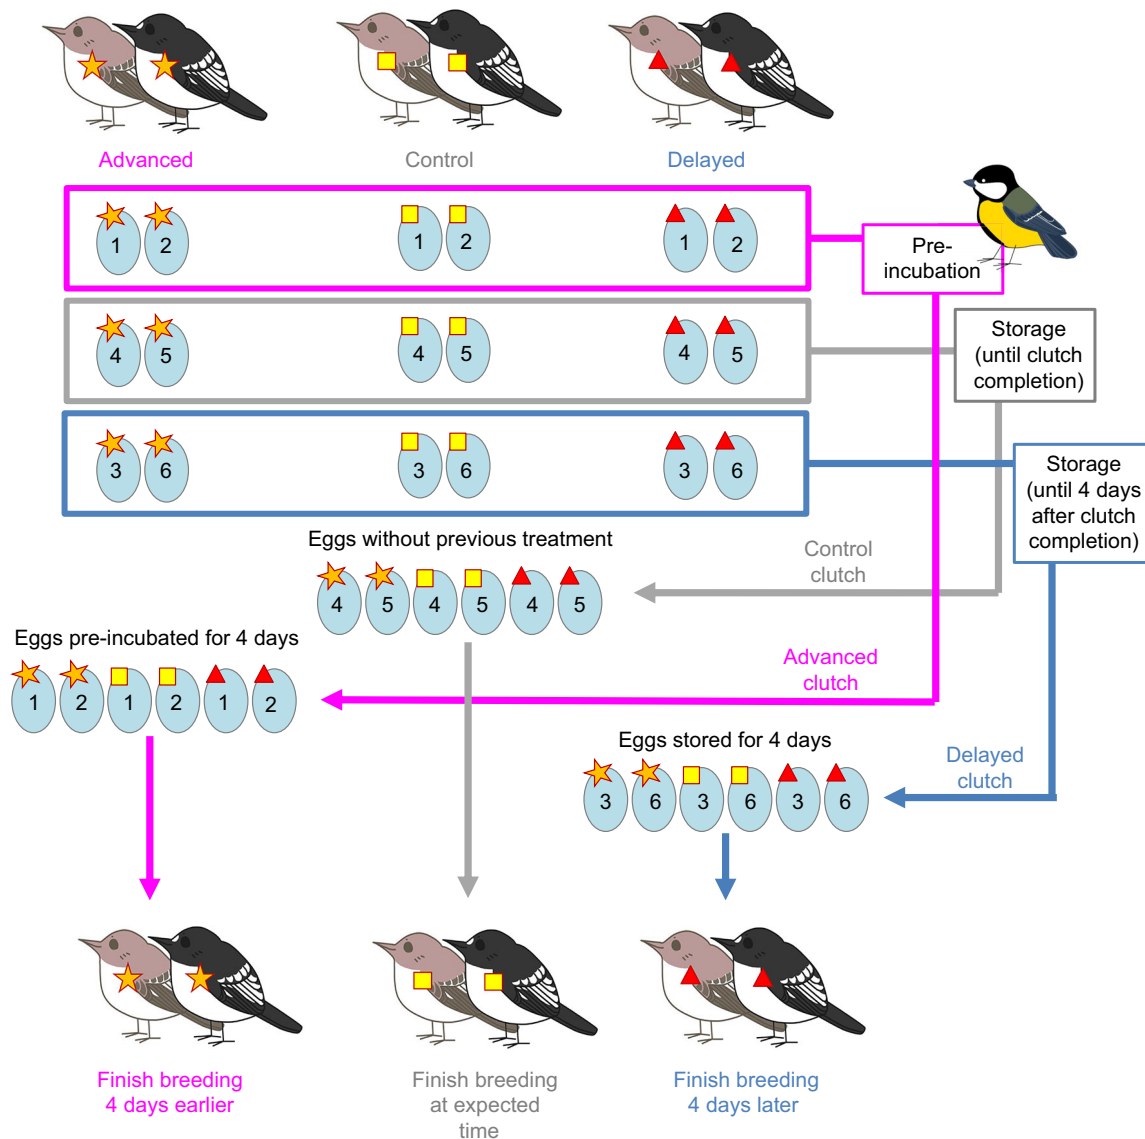 Advanced
Control
Delayed
1 2 1 2 1 2
Pre-
incubation
4 5 4 5 4 5
Storage
(until clutch
completion)
3 6 3 6 3 6
Storage
(until 4 days
after clutch
completion)
Eggs without previous treatment
4 5 4 5 4 5
Control
clutch
Eggs pre-incubated for 4 days
1 2 1 2 1 2
Advanced
clutch
Eggs stored for 4 days
3 6 3 6 3 6
Delayed
clutch
Finish breeding
4 days earlier
Finish breeding
at expected
time
Finish breeding
4 days later